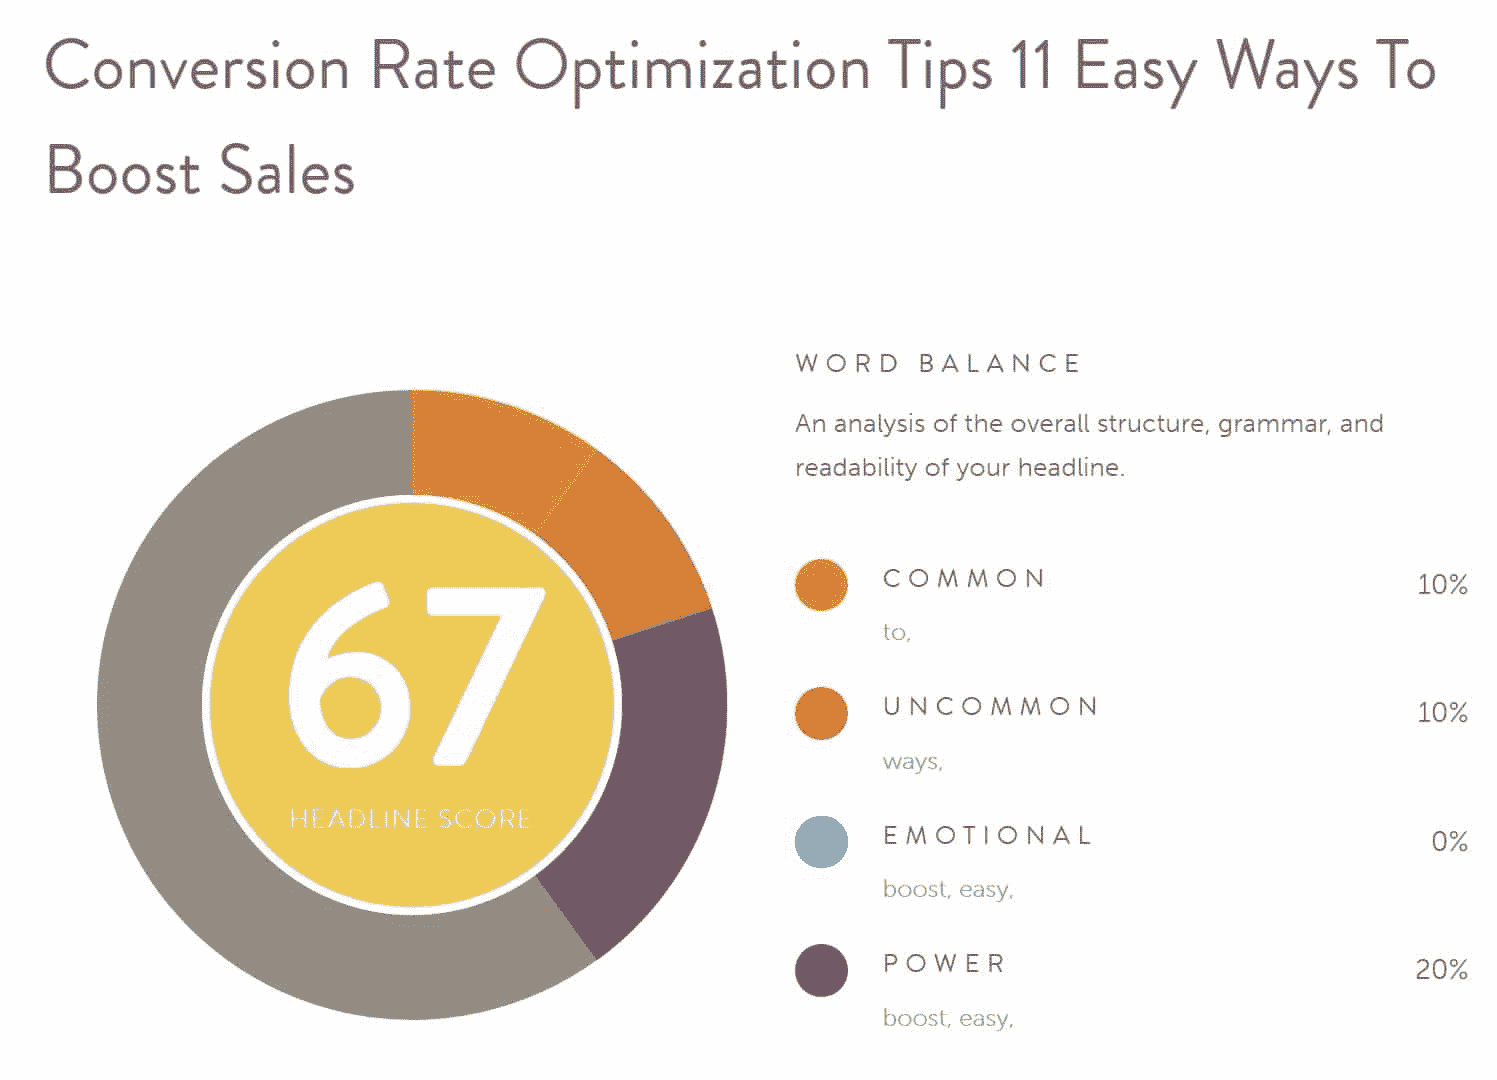 Conversion Rate Optimization Tips 11 Easy Ways To
Boost Sales
WORD BALANCE
An analysis of the overall structure, grammar, and
readability of your headline.
67
HEADLINE SCORE
COMMON 10%
to,
UNCOMMON 10%
ways,
EMOTIONAL 0%
boost, easy,
POWER 20%
boost, easy,